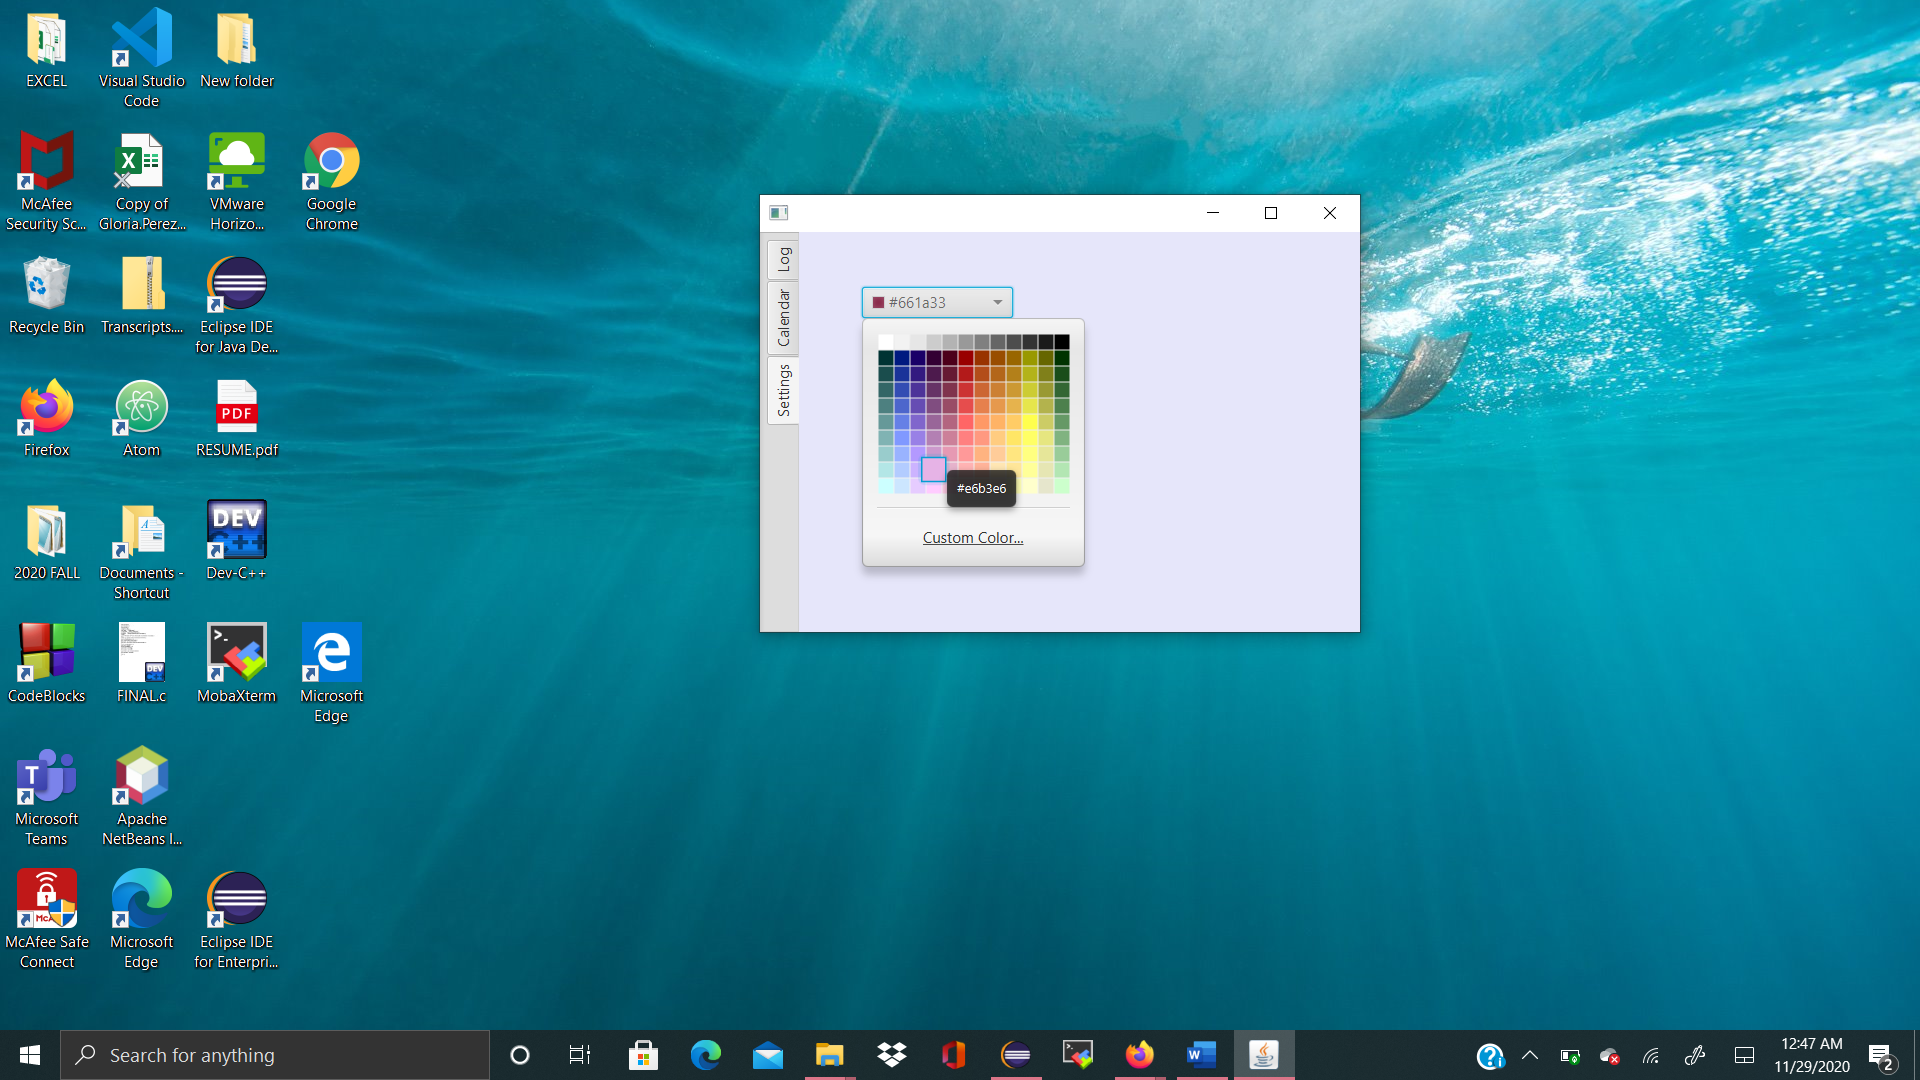 EXCEL
Visual Studio
Code
New folder
McAfee
Security Sc...
Copy of
Gloria.Perez...
VMware
Horizo...
Google
Chrome
Recycle Bin
Transcripts....
Eclipse IDE
for Java De...
Firefox
Atom
PDF
RESUME.pdf
2020 FALL
Documents -
Shortcut
DEV
C++
Dev-C++
CodeBlocks
DEV
FINAL.c
MobaXterm
Microsoft
Edge
Microsoft
Teams
Apache
NetBeans I...
McAfee Safe
Connect
Microsoft
Edge
Eclipse IDE
for Enterpri...
Log
Calendar
Settings
#661a33
#e6b3e6
Custom Color...
Search for anything
12:47 AM
11/29/2020
2